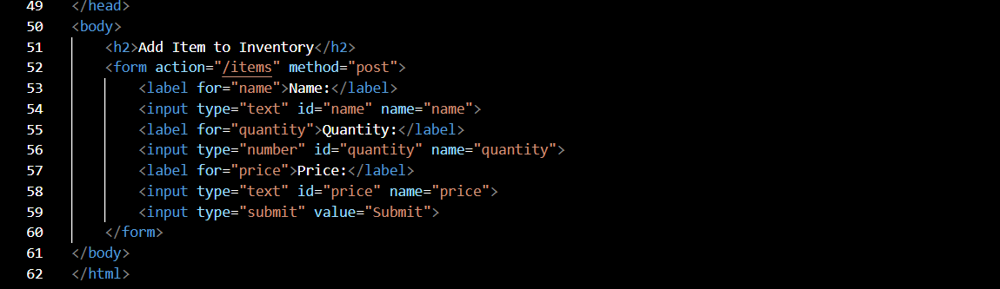 49 </head>
50 <body>
51 <h2>Add Item to Inventory</h2>
52 <form action="/items" method="post">
53 <label for="name">Name:</label>
54 <input type="text" id="name" name="name">
55 <label for="quantity">Quantity:</label>
56 <input type="number" id="quantity" name="quantity">
57 <label for="price">Price:</label>
58 <input type="text" id="price" name="price">
59 <input type="submit" value="Submit">
60 </form>
61 </body>
62 </html>